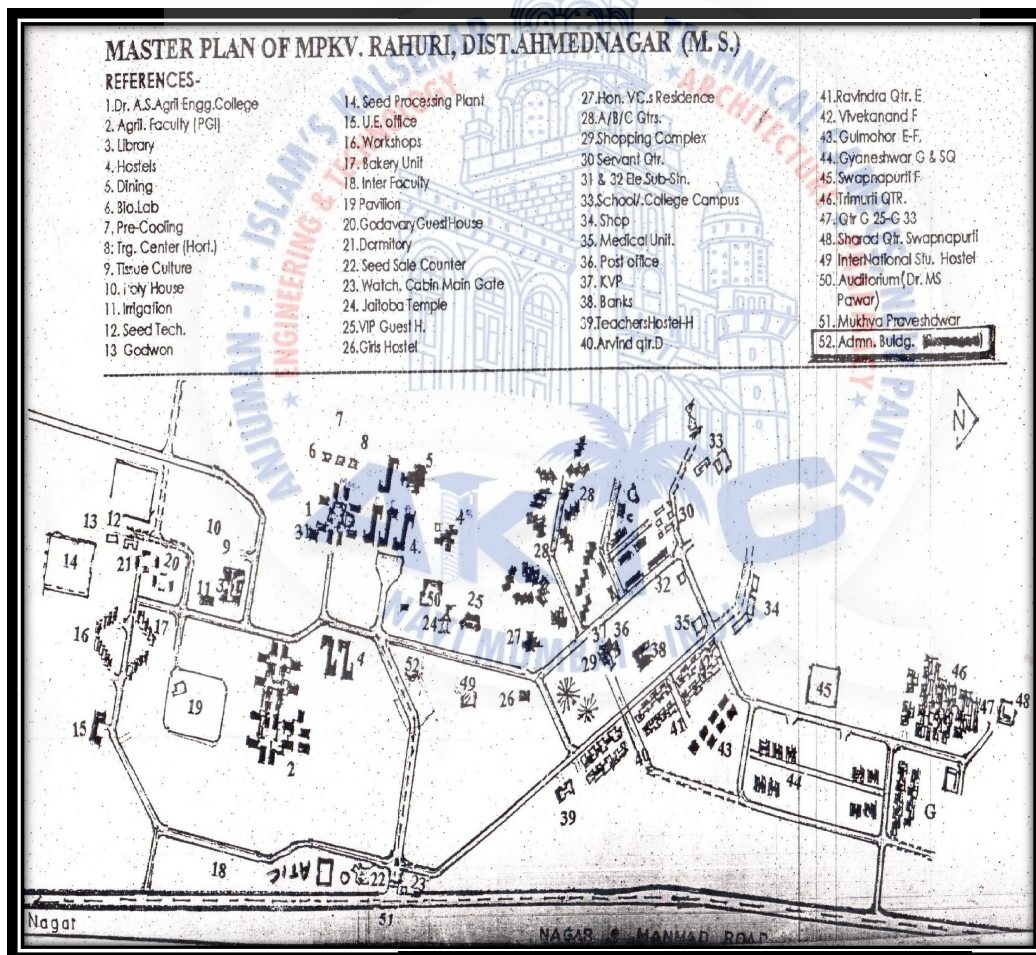 MASTER PLAN OF MPKV. RAHURI, DIST.AHMEDNAGAR (M. S.)
REFERENCES-
1.Dr. A.S.Agril Engg.College
2. Agril. Faculty (PGI)
3. Library
4. Hostels
5. Dining
6. Bio.Lab
7, Pre-Cooling
8: Trg. Center (Hort.)
9. Tissue Culture
10. Poly House
11. Irrigation
12. Seed Tech.
13 Godwon
14. Seed Processing Plant
15. U.E. office
16. Workshops
17. Bakery Unit
18. Inter Faculty
19 Pavilion
20.GodavaryGuestHouse
21.Dormitory
22. Seed Sale Counter
23. Watch. Cabin Main Gate
24. Jaitoba Temple
25.VIP Guest H.
26.Girls Hostel
27.Hon. VC.s Residence
28.A/B/C Qtrs.
29.Shopping Complex
30 Servant Qtr.
31 & 32 Ele.Sub-Stn.
33.School/.College Campus
34. Shop
35. Medical Unit.
36. Post office
37. KVP
38. Banks
39.TeachersHostel-H
40.Arvind qtr.D
41.Ravindra Qtr. E
42. Vivekanand F
43. Gulmohor E-F,
44. Gyaneshwar G & SQ
45. Swapnapurti F
46. Trimurti QTR.
47. Qtr G 25-G 33
48. Sharad Qtr. Swapnapurti
49 InterNational Stu. Hostel
50. Auditorium(Dr. MS
Pawar)
51. Mukhya Praveshdwar
52. Admn. Buldg.
N
7
8
6
5
33
1
28
G
3
4.
30
13
12
10
9
14
21
20
11
3
28
32
50
25
24
34
35
16
17
27
31
36
29
38
42
4
52
49
26
45
46
47
48
19
15
2
41
43
40
44
39
G
18
ATIC
22
23
51
Nagar
NAGAR MANMAD ROAD
ANJUMAN - I - ISLAM'S KALSEKAR TECHNICAL CAMPUS NEW PANVEL
ENGINEERING & TECHNOLOGY
ARCHITECTURE
PHARMACY
AKTC
NAVI MUMBAI - INDIA